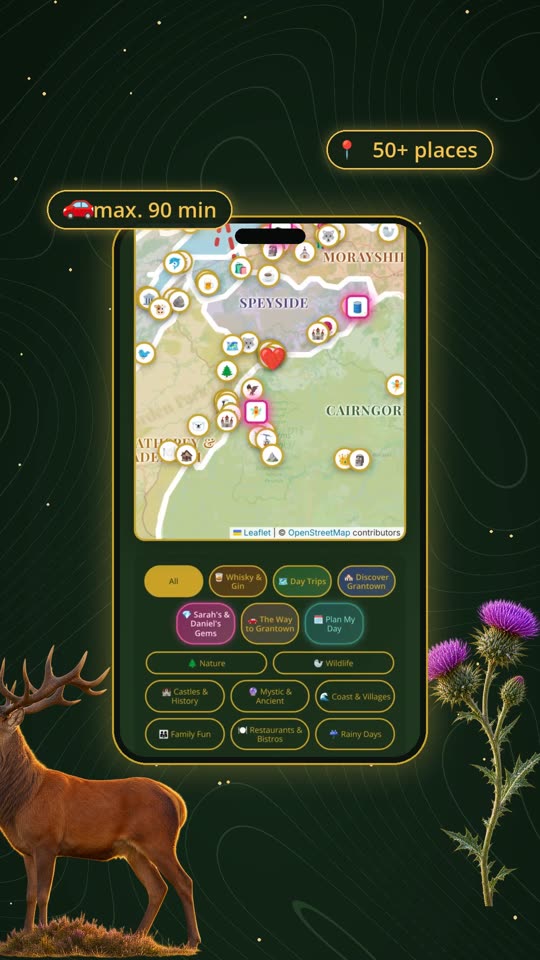 50+ places
max. 90 min
MORAYSHI
SPEYSIDE
CAIRNGOR
Leaflet | © OpenStreetMap contributors
All
Whisky &
Gin
Day Trips
Discover
Grantown
Sarah's &
Daniel's
Gems
The Way
to Grantown
Plan My
Day
Nature
Wildlife
Castles &
History
Mystic &
Ancient
Coast & Villages
Family Fun
Restaurants &
Bistros
Rainy Days